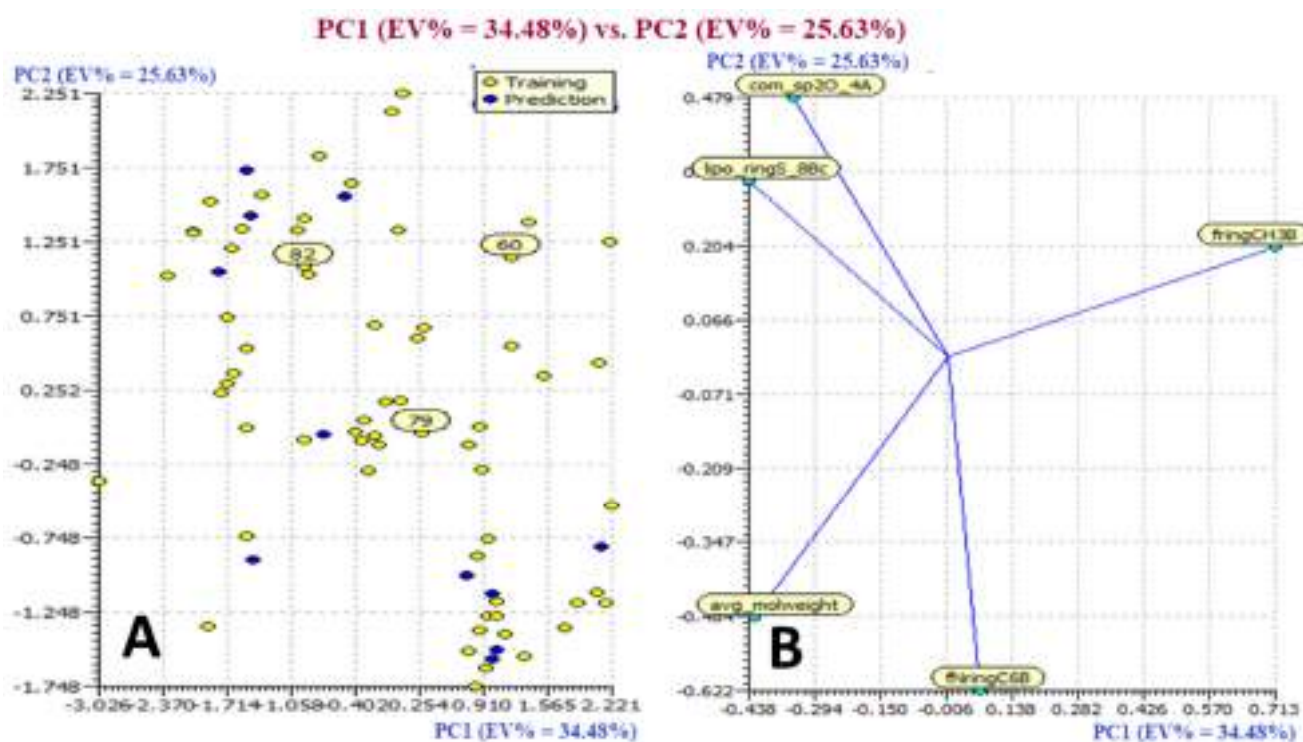 PC1 (EV% = 34.48%) vs. PC2 (EV% = 25.63%)
PC2 (EV% = 25.63%)
Training
Prediction
2.251
1.751
1.251
0.751
0.252
-0.248
-0.748
-1.248
-1.748
82
60
79
A
-3.026
-2.370
-1.714
-1.058
-0.402
0.254
0.910
1.565
2.221
PC1 (EV% = 34.48%)
PC2 (EV% = 25.63%)
com_sp2O_4A
0.479
lipo_ringS_8Bc
fringCH3B
0.204
0.066
-0.071
-0.209
-0.347
avg_molweight
B
-0.622
-0.438
-0.294
-0.150
-0.006
0.138
0.282
0.426
0.570
0.713
PC1 (EV% = 34.48%)